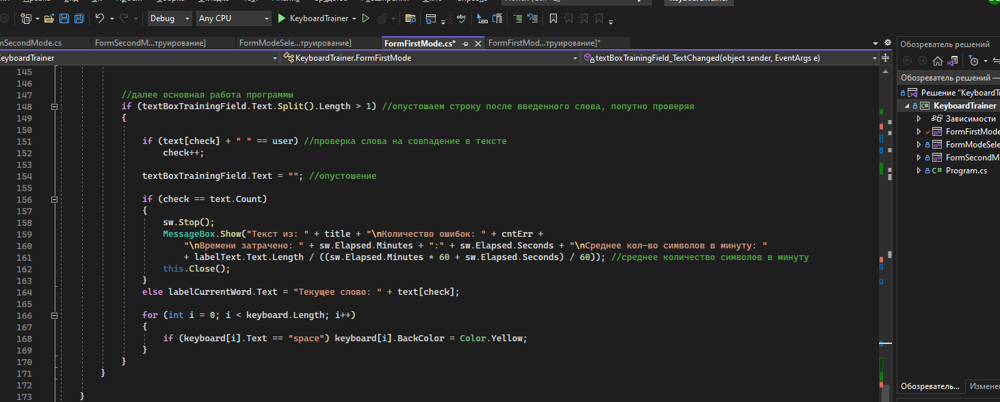 Debug
Any CPU
KeyboardTrainer
FormSecondM...труирование]
FormModeSele...труирование]
FormFirstMode.cs*
FormFirstMod...труирование]*
KeyboardTrainer.FormFirstMode
textBoxTrainingField_TextChanged(object sender, EventArgs e)
145
146
147 //далее основная работа программы
148 if (textBoxTrainingField.Text.Split().Length > 1) //опустошаем строку после введенного слова, попутно проверяя
149 {
150
151 if (text[check] + " " == user) //проверка слова на совпадение в тексте
152 check++;
153
154 textBoxTrainingField.Text = ""; //опустошение
155
156 if (check == text.Count)
157 {
158 sw.Stop();
159 MessageBox.Show("Текст из: " + title + "\nКоличество ошибок: " + cntErr +
160 "\nВремени затрачено: " + sw.Elapsed.Minutes + ":" + sw.Elapsed.Seconds + "\nСреднее кол-во символов в минуту: "
161 + labelText.Text.Length / ((sw.Elapsed.Minutes * 60 + sw.Elapsed.Seconds) / 60)); //среднее количество символов в минуту
162 this.Close();
163 }
164 else labelCurrentWord.Text = "Текущее слово: " + text[check];
165
166 for (int i = 0; i < keyboard.Length; i++)
167 {
168 if (keyboard[i].Text == "space") keyboard[i].BackColor = Color.Yellow;
169 }
170 }
171 }
172
173 }
Обозреватель решений
Обозреватель решений —
Решение "KeyboardT
KeyboardTrainer
Зависимости
FormFirstMode
FormModeSele
FormSecondM
Program.cs
Обозреватель...
Изменен